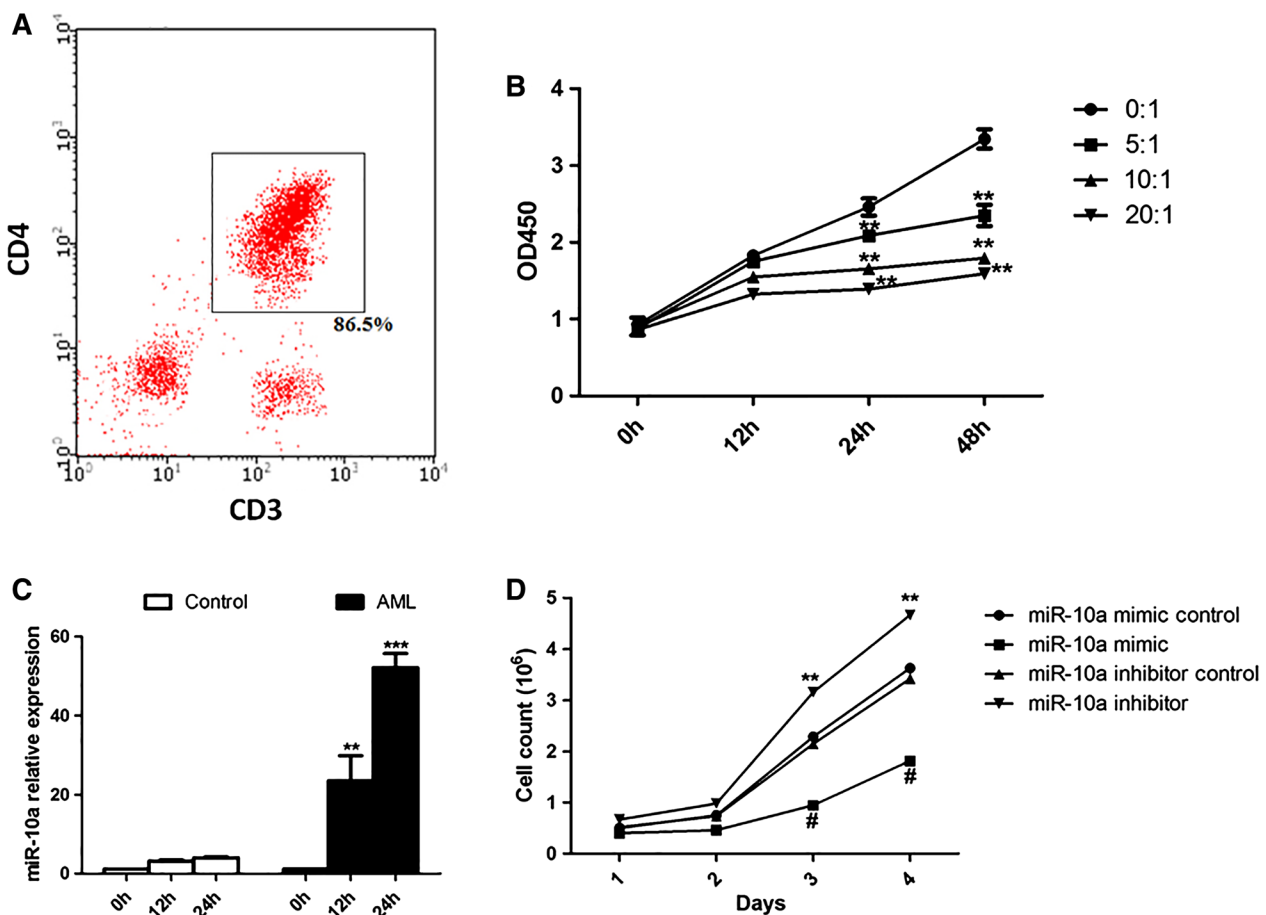 A
10⁴
10³
10²
10¹
10⁰
CD4
86.5%
10⁰ 10¹ 10² 10³ 10⁴
CD3
B
4
3
2
1
0
OD450
**
**
**
**
**
**
0h 12h 24h 48h
0:1
5:1
10:1
20:1
C
Control AML
60
40
20
0
miR-10a relative expression
**
***
0h 12h 24h 0h 12h 24h
D
5
4
3
2
1
0
Cell count (10⁶)
**
**
#
#
1 2 3 4
Days
miR-10a mimic control
miR-10a mimic
miR-10a inhibitor control
miR-10a inhibitor